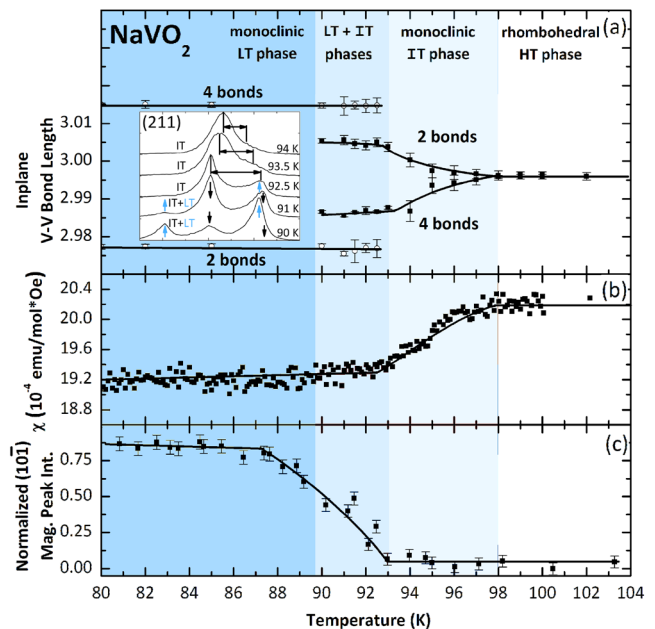 NaVO2
monoclinic LT phase
LT + IT phases
monoclinic IT phase
rhombohedral HT phase
(a)
4 bonds
(211)
IT 94 K
IT 93.5 K
IT 92.5 K
IT+LT 91 K
IT+LT 90 K
2 bonds
4 bonds
2 bonds
Inplane
V-V Bond Length
3.01
3.00
2.99
2.98
(b)
χ (10⁻⁴ emu/mol*Oe)
20.4
19.8
19.2
18.8
(c)
Normalized (101̄)
Mag. Peak Int.
0.75
0.50
0.25
0.00
80 82 84 86 88 90 92 94 96 98 100 102 104
Temperature (K)